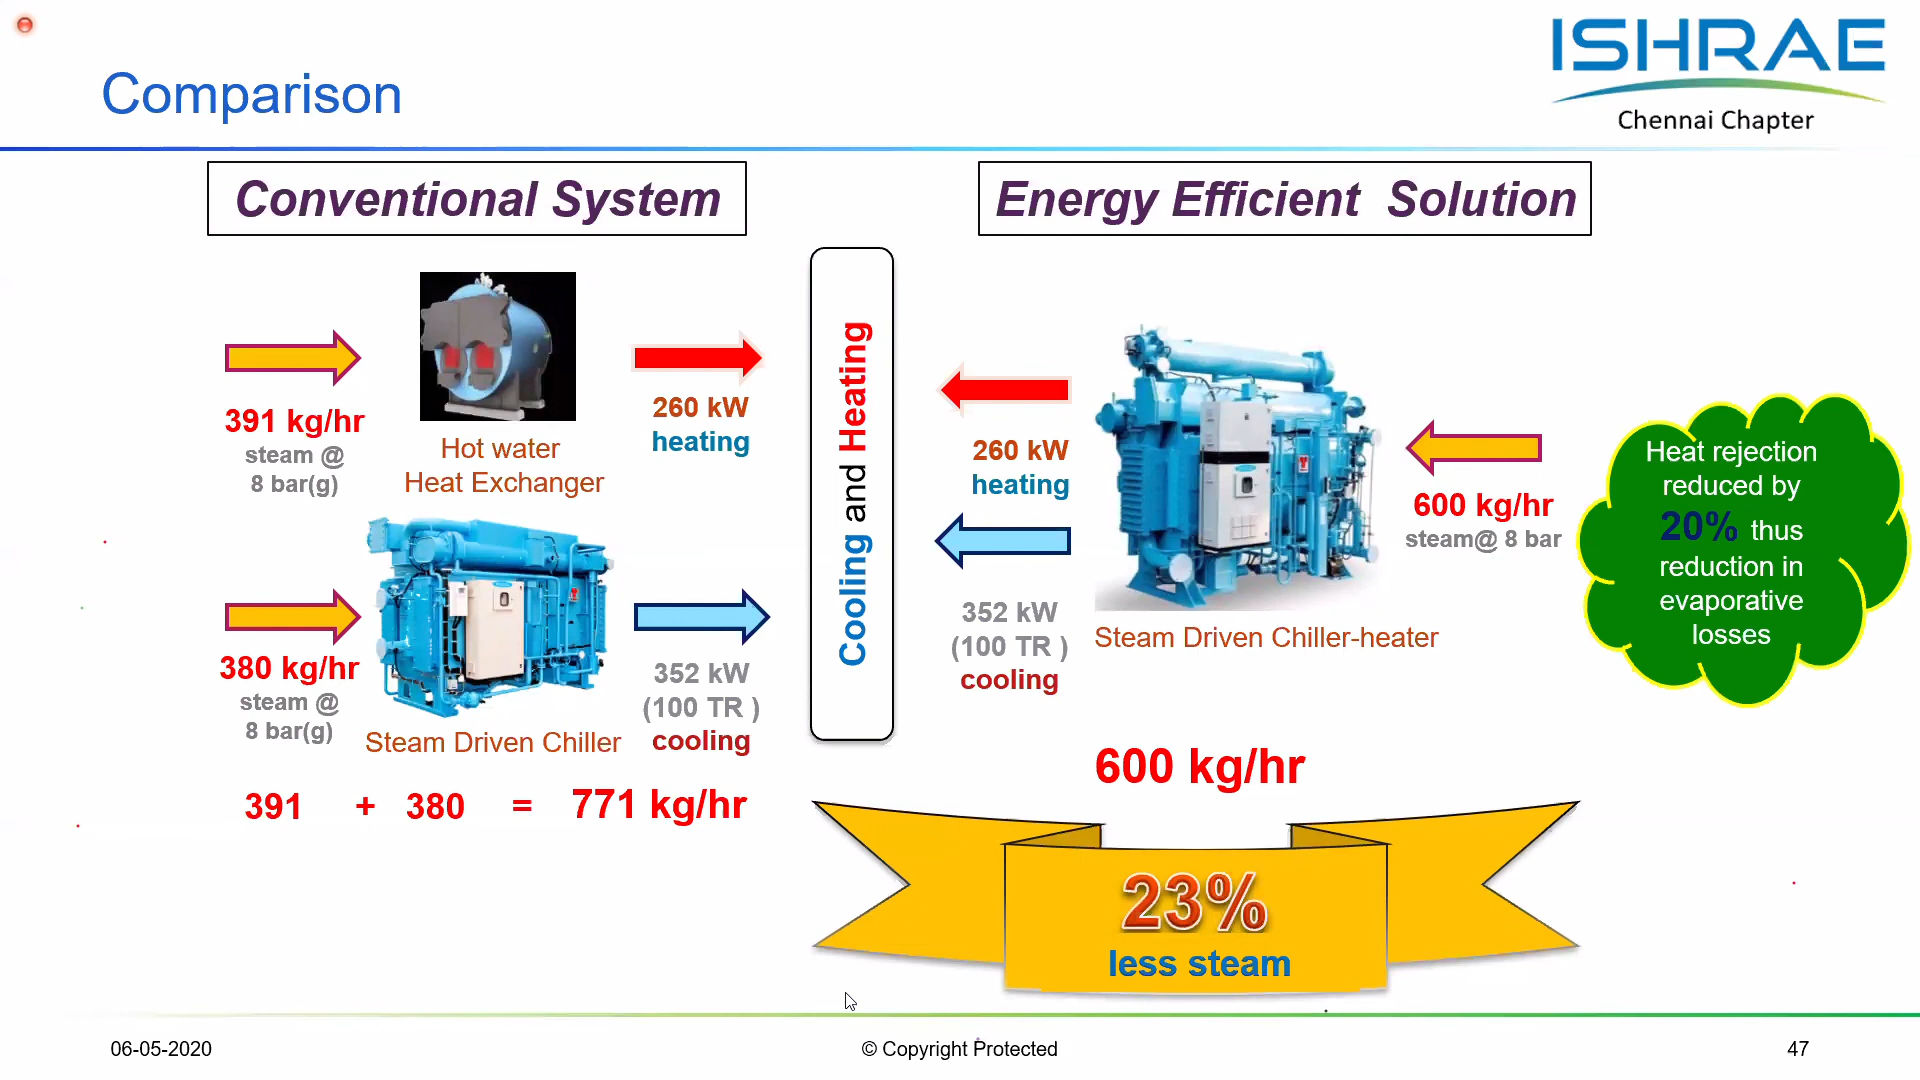 ISHRAE
Chennai Chapter
Comparison
Conventional System
Energy Efficient Solution
391 kg/hr
steam @
8 bar(g)
Hot water
Heat Exchanger
260 kW
heating
380 kg/hr
steam @
8 bar(g)
Steam Driven Chiller
352 kW
(100 TR )
cooling
391 + 380 = 771 kg/hr
Cooling and Heating
260 kW
heating
352 kW
(100 TR )
cooling
Steam Driven Chiller-heater
600 kg/hr
steam@ 8 bar
Heat rejection
reduced by
20% thus
reduction in
evaporative
losses
600 kg/hr
23%
less steam
06-05-2020
© Copyright Protected
47